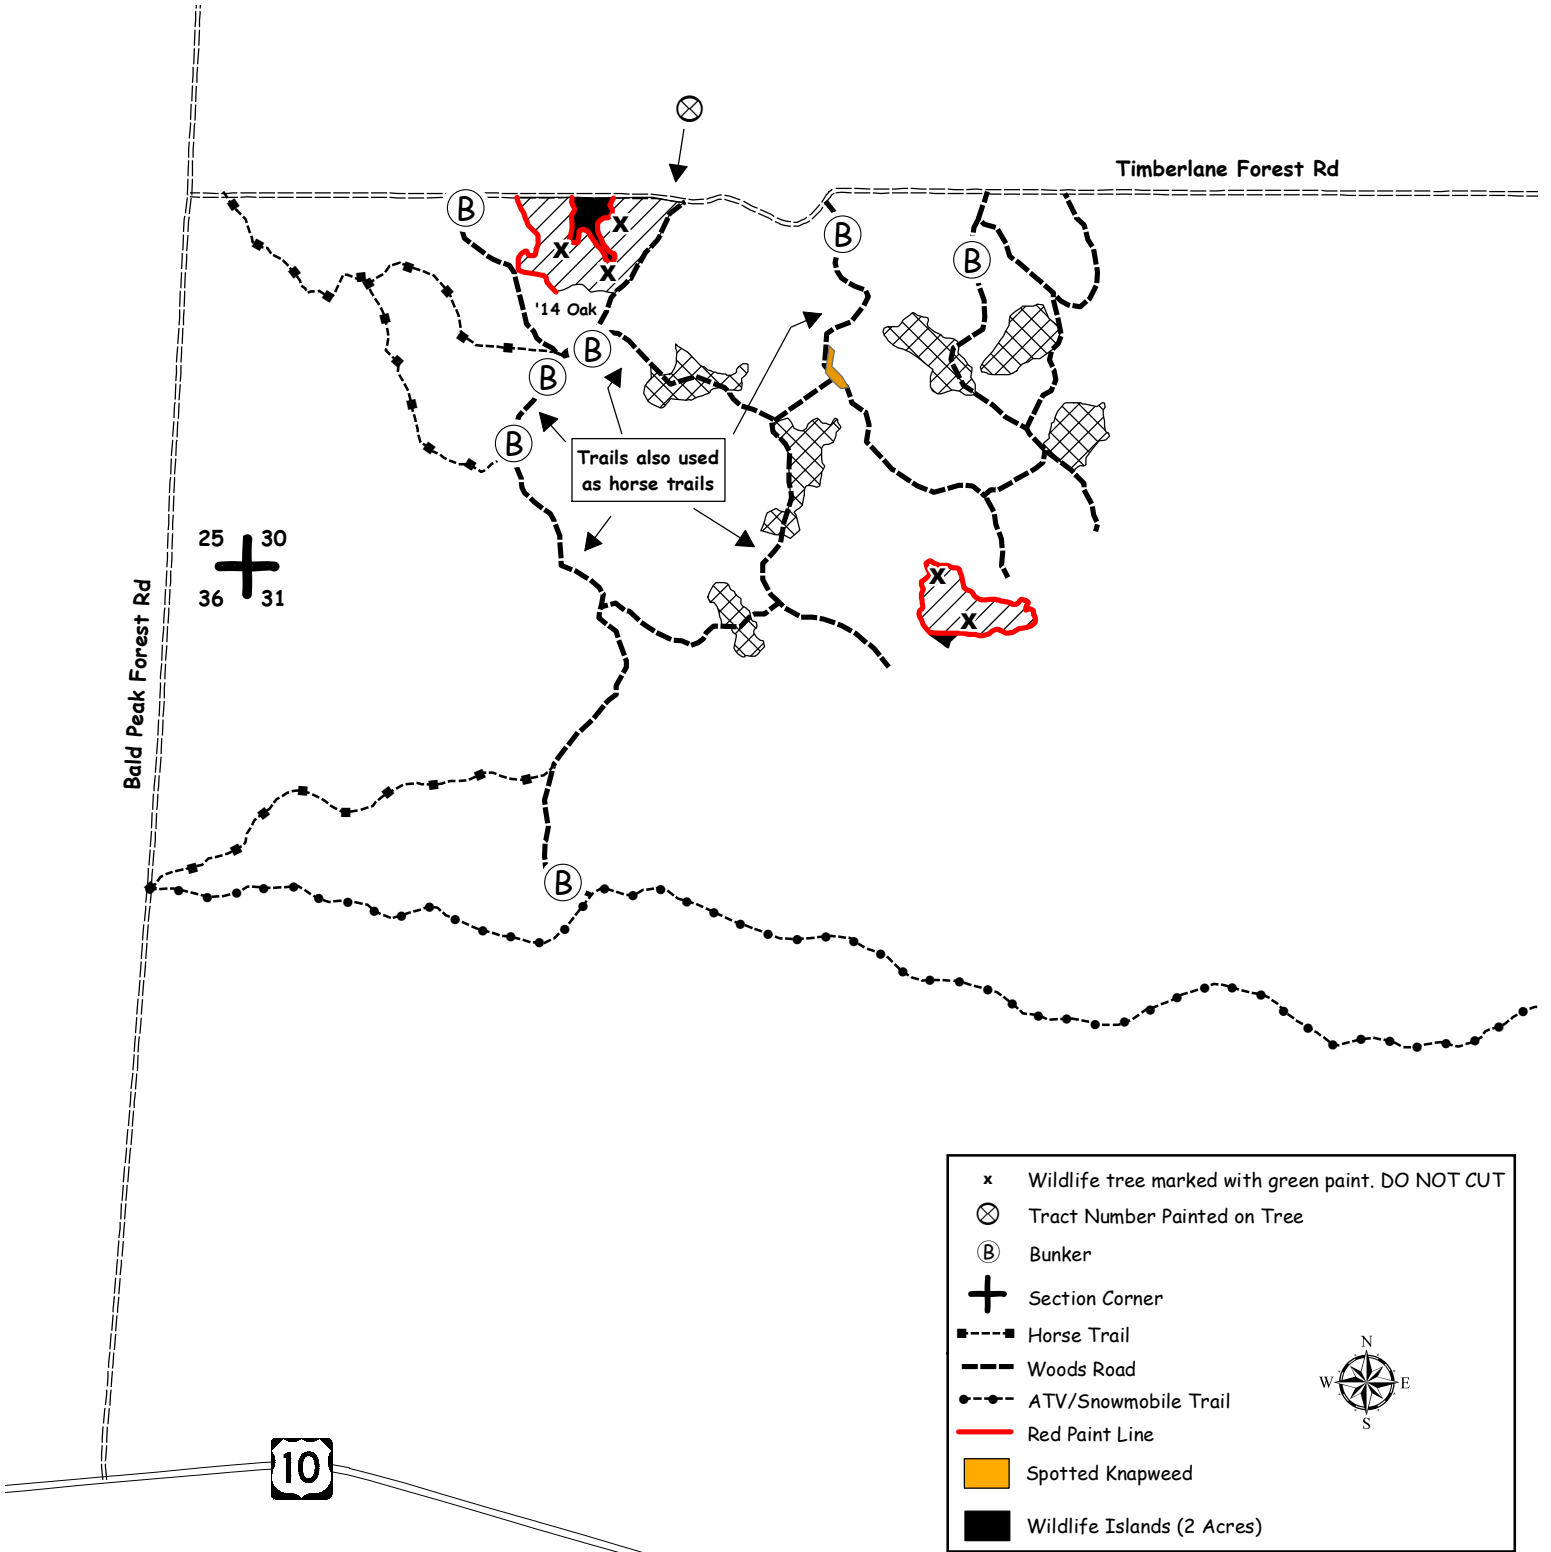 Timberlane Forest Rd
B
B
B
'14 Oak
B
B
B
Trails also used
as horse trails
25 30
36 31
Bald Peak Forest Rd
B
x Wildlife tree marked with green paint. DO NOT CUT
Tract Number Painted on Tree
B Bunker
Section Corner
Horse Trail
Woods Road
ATV/Snowmobile Trail
Red Paint Line
Spotted Knapweed
Wildlife Islands (2 Acres)
N
W E
S
10